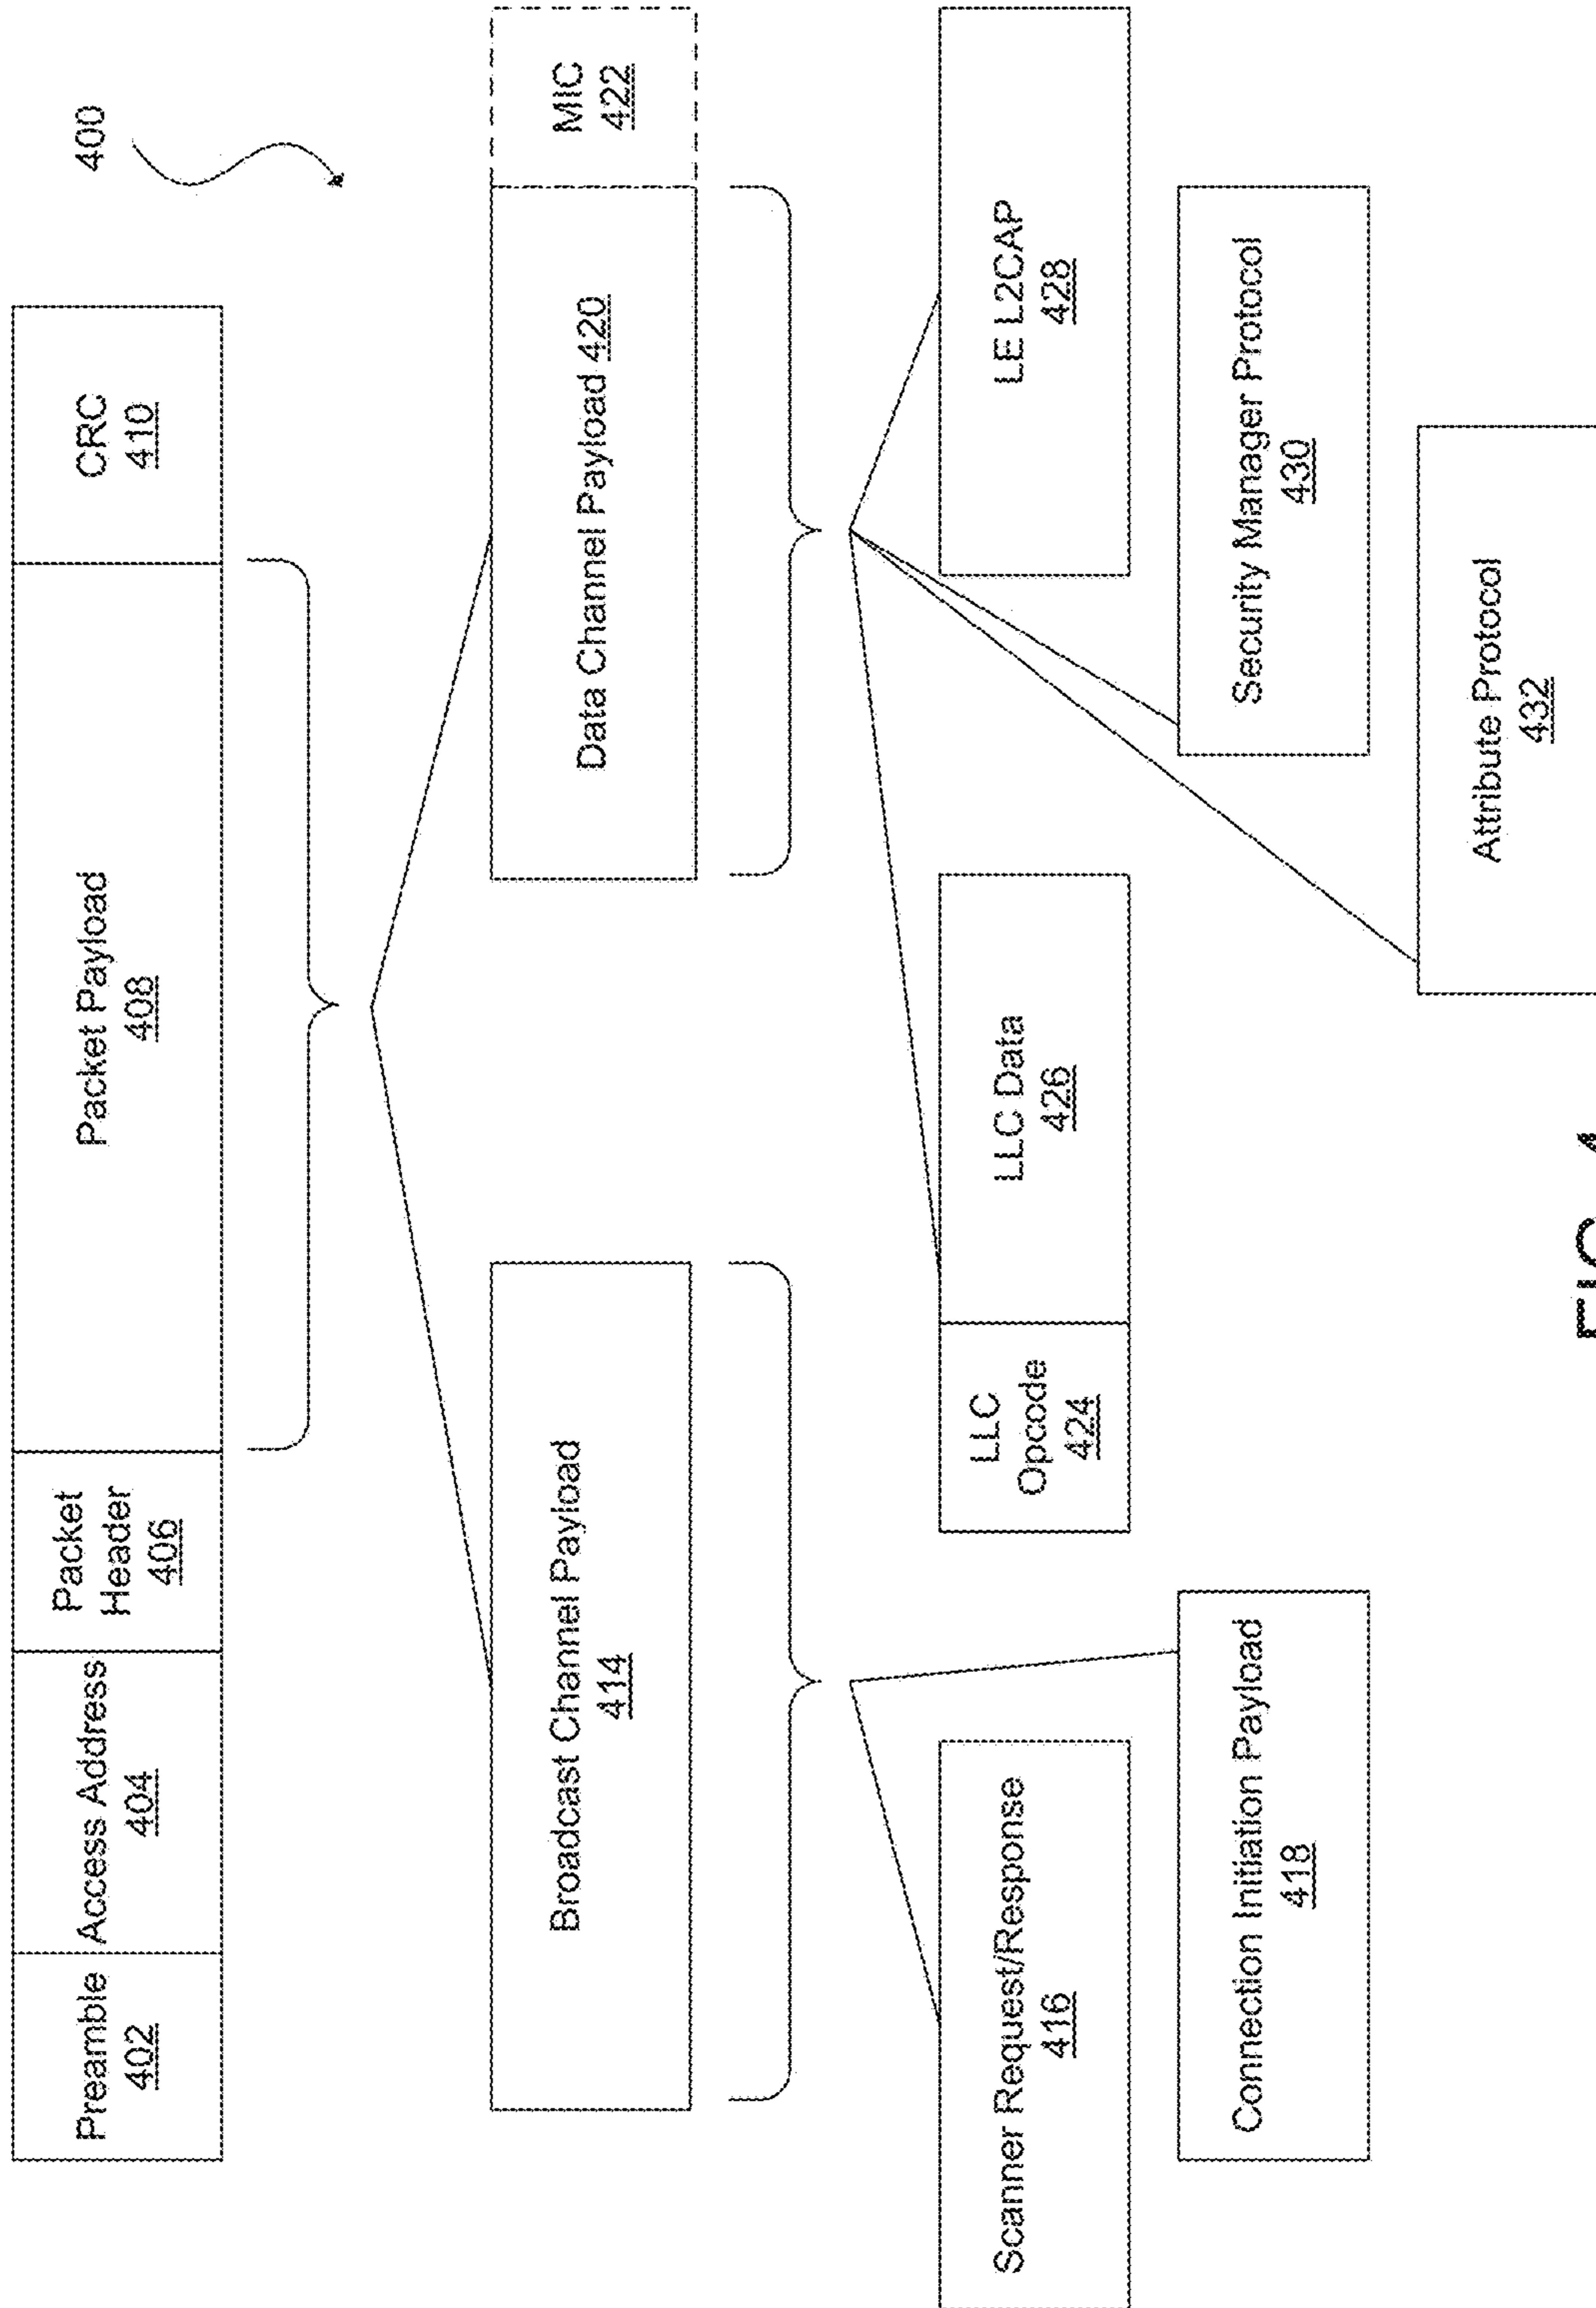 400
Preamble
402
Access Address
404
Packet
Header
406
Packet Payload
408
CRC
410
Broadcast Channel Payload
414
Data Channel Payload 420
MIC
422
Scanner Request/Response
416
LLC
Opcode
424
LLC Data
426
LE L2CAP
428
Connection Initiation Payload
418
Security Manager Protocol
430
Attribute Protocol
432